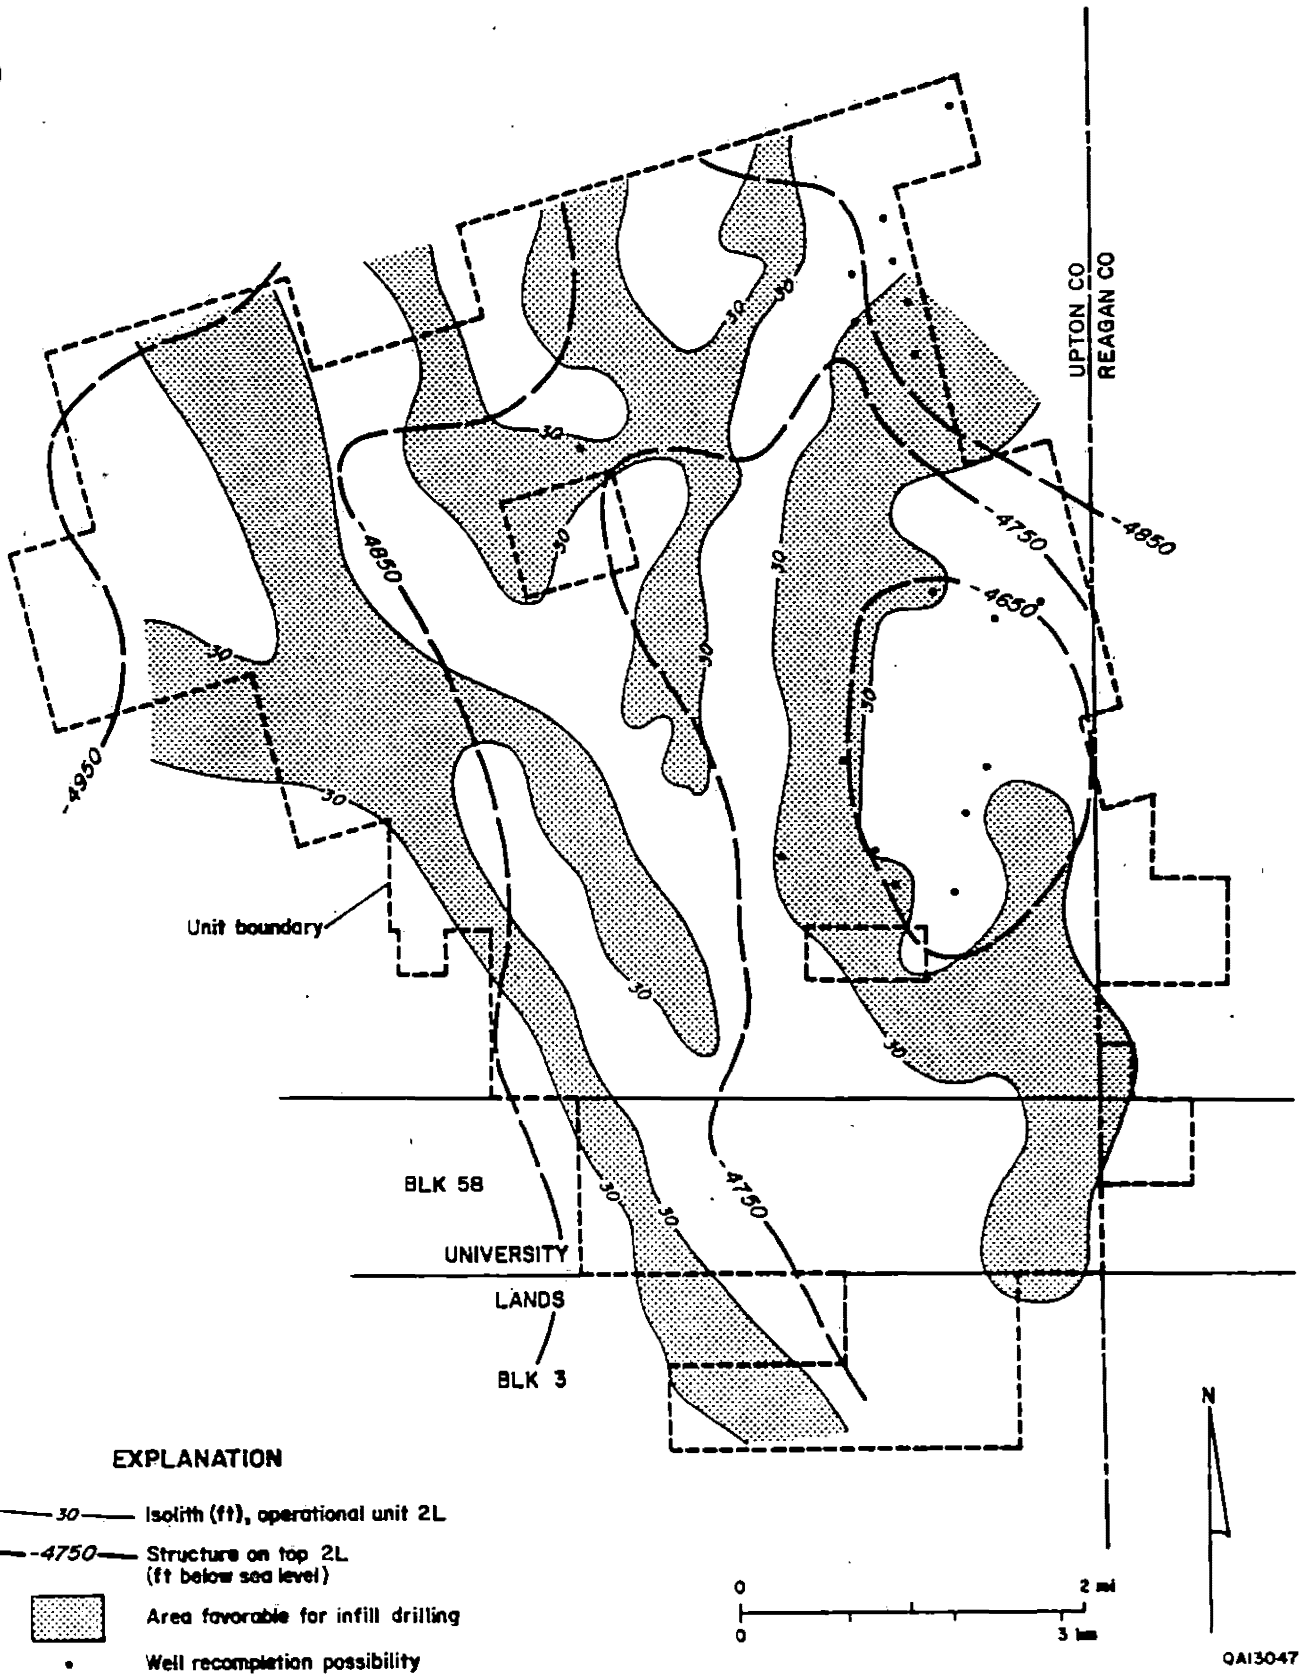 UPTON CO
REAGAN CO
30
30
30
-4850
30
-4750
-4850
30
30
-4650
30
30
30
-4950
30
Unit boundary
30
30
BLK 58
30
30
-4750
UNIVERSITY
LANDS
BLK 3
N
EXPLANATION
30 Isolith (ft), operational unit 2L
-4750 Structure on top 2L
(ft below sea level)
Area favorable for infill drilling
Well recompletion possibility
0 2 mi
0 3 km
QA13047